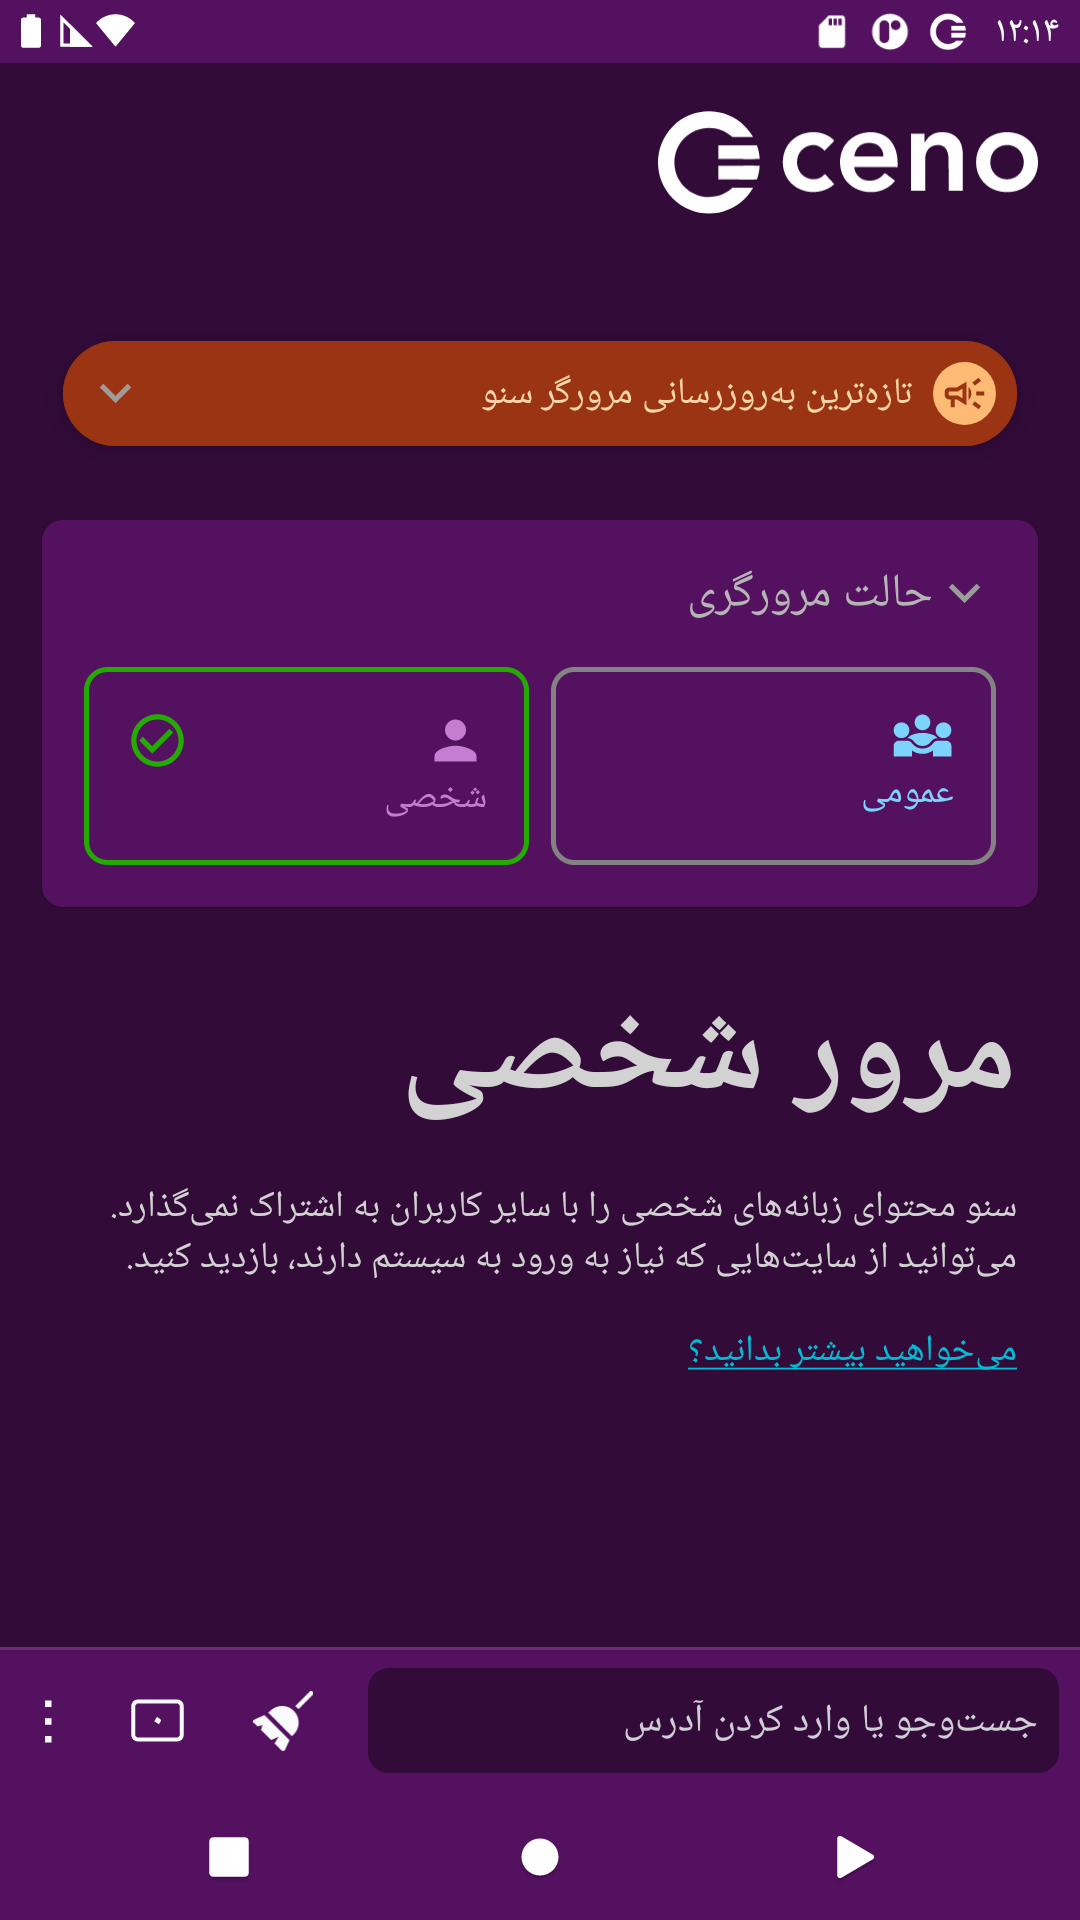 ۱۲:۱۴
ceno
تازه‌ترین به‌روزرسانی مرورگر سنو
حالت مرورگری
عمومی
شخصی
مرور شخصی
سنو محتوای زبانه‌های شخصی را با سایر کاربران به اشتراک نمی‌گذارد.
می‌توانید از سایت‌هایی که نیاز به ورود به سیستم دارند، بازدید کنید.
می‌خواهید بیشتر بدانید؟
جست‌وجو یا وارد کردن آدرس
۰